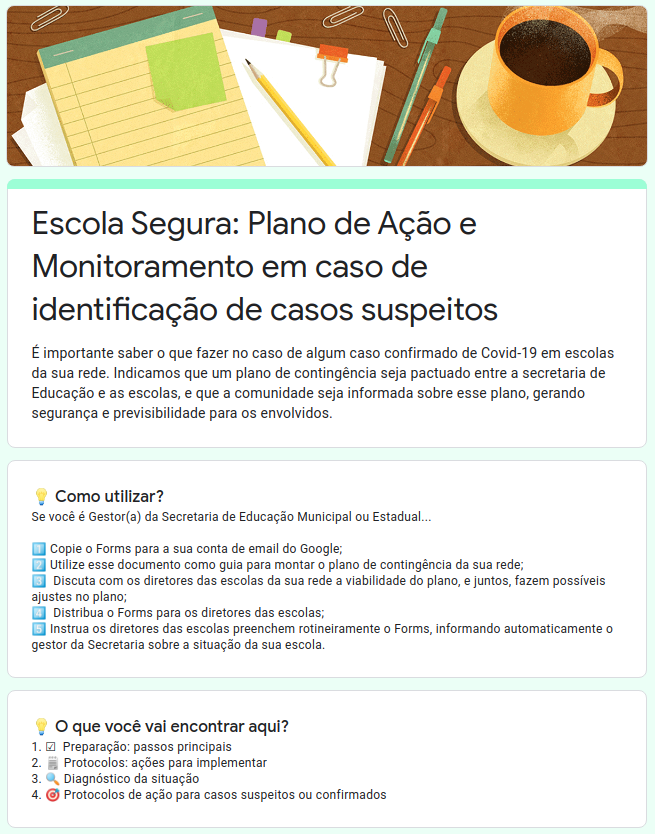 Escola Segura: Plano de Ação e
Monitoramento em caso de
identificação de casos suspeitos
É importante saber o que fazer no caso de algum caso confirmado de Covid-19 em escolas
da sua rede. Indicamos que um plano de contingência seja pactuado entre a secretaria de
Educação e as escolas, e que a comunidade seja informada sobre esse plano, gerando
segurança e previsibilidade para os envolvidos.
💡 Como utilizar?
Se você é Gestor(a) da Secretaria de Educação Municipal ou Estadual...
1️⃣ Copie o Forms para a sua conta de email do Google;
2️⃣ Utilize esse documento como guia para montar o plano de contingência da sua rede;
3️⃣ Discuta com os diretores das escolas da sua rede a viabilidade do plano, e juntos, fazem possíveis
ajustes no plano;
4️⃣ Distribua o Forms para os diretores das escolas;
5️⃣ Instrua os diretores das escolas preenchem rotineiramente o Forms, informando automaticamente o
gestor da Secretaria sobre a situação da sua escola.
💡 O que você vai encontrar aqui?
1. ☑ Preparação: passos principais
2. 🗒 Protocolos: ações para implementar
3. 🔍 Diagnóstico da situação
4. 🎯 Protocolos de ação para casos suspeitos ou confirmados